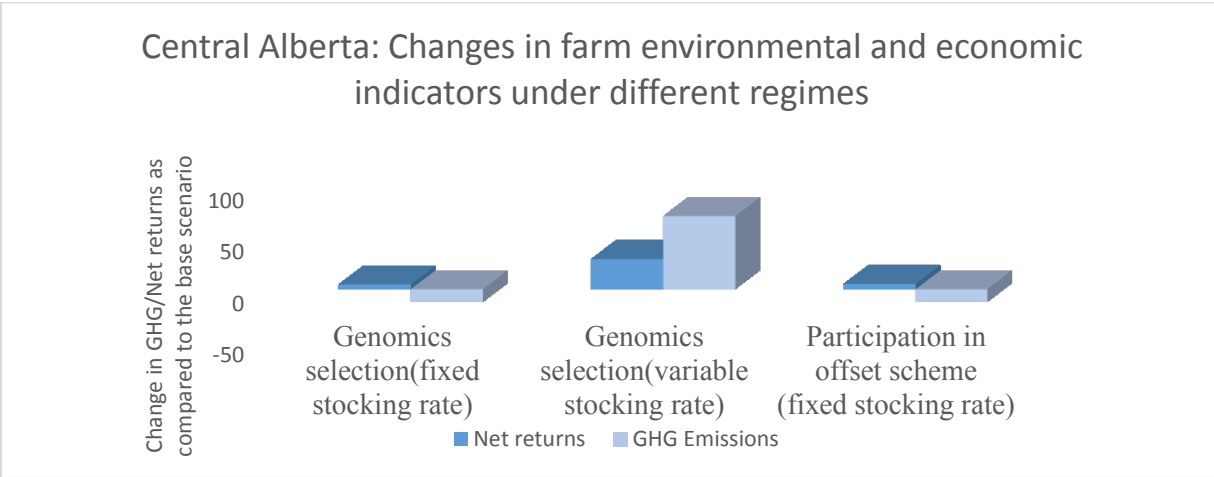 Central Alberta: Changes in farm environmental and economic
indicators under different regimes
Change in GHG/Net returns as
compared to the base scenario
100
50
0
-50
Genomics
selection(fixed
stocking rate)
Genomics
selection(variable
stocking rate)
Participation in
offset scheme
(fixed stocking rate)
Net returns
GHG Emissions